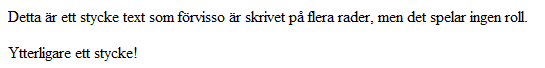 Detta är ett stycke text som förvisso är skrivet på flera rader, men det spelar ingen roll.
Ytterligare ett stycke!